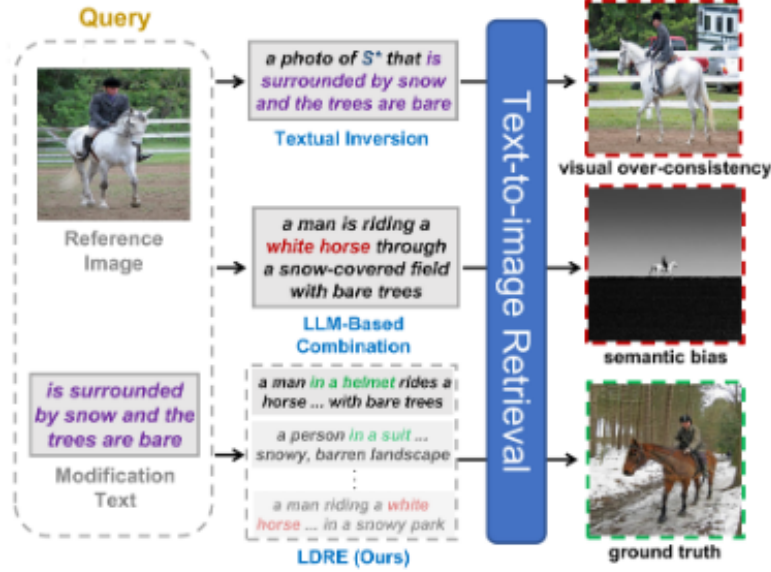 Query
Reference
Image
is surrounded
by snow and the
trees are bare
Modification
Text
a photo of S* that is
surrounded by snow
and the trees are bare
Textual Inversion
a man is riding a
white horse through
a snow-covered field
with bare trees
LLM-Based
Combination
a man in a helmet rides a
horse ... with bare trees
a person in a suit ...
snowy, barren landscape
⋮
a man riding a white
horse ... in a snowy park
LDRE (Ours)
Text-to-image Retrieval
visual over-consistency
semantic bias
ground truth